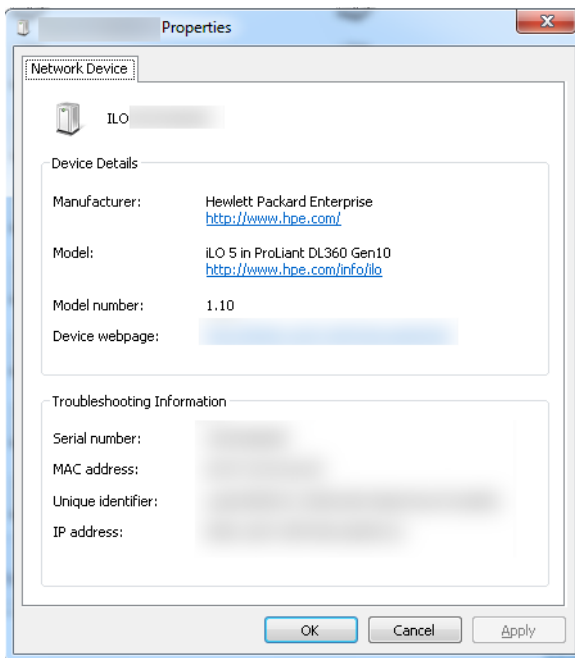 Properties
Network Device
ILO
Device Details
Manufacturer: Hewlett Packard Enterprise
http://www.hpe.com/
Model: iLO 5 in ProLiant DL360 Gen10
http://www.hpe.com/info/ilo
Model number: 1.10
Device webpage:
Troubleshooting Information
Serial number:
MAC address:
Unique identifier:
IP address:
OK Cancel Apply